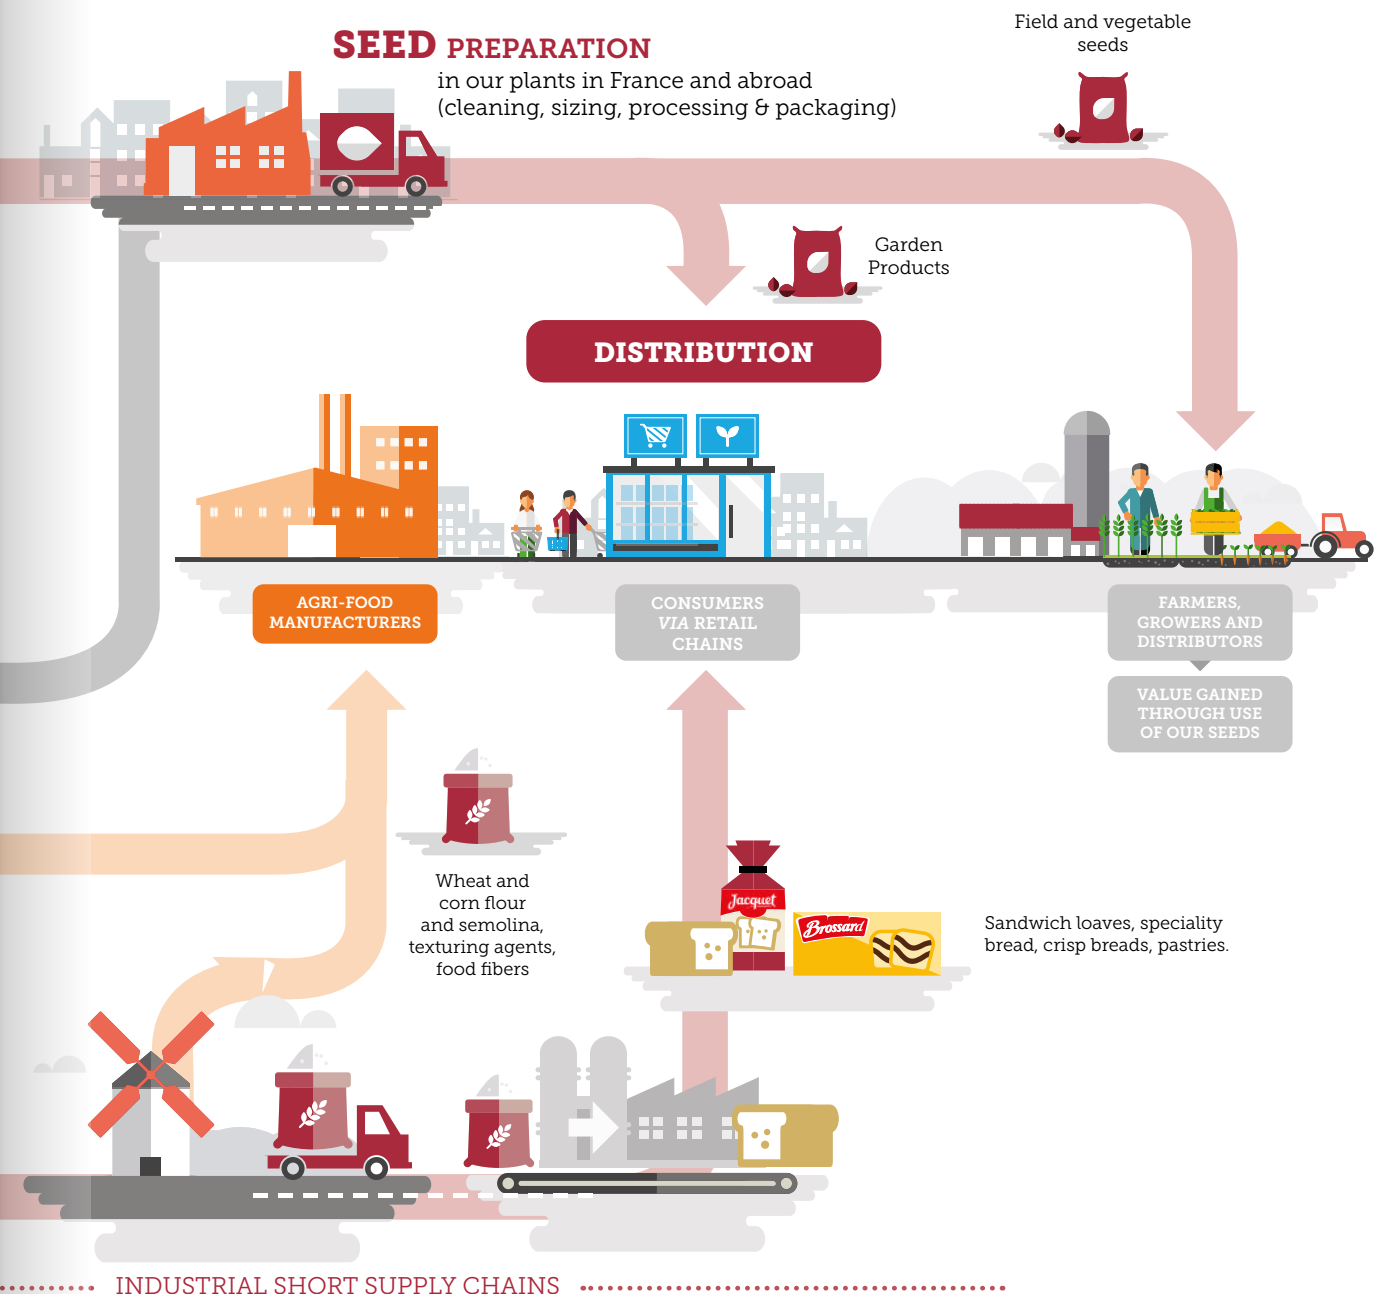 SEED PREPARATION
in our plants in France and abroad
(cleaning, sizing, processing & packaging)
Field and vegetable
seeds
Garden
Products
DISTRIBUTION
AGRI-FOOD
MANUFACTURERS
CONSUMERS
VIA RETAIL
CHAINS
FARMERS,
GROWERS AND
DISTRIBUTORS
VALUE GAINED
THROUGH USE
OF OUR SEEDS
Wheat and
corn flour
and semolina,
texturing agents,
food fibers
Jacquet
Brossard
Sandwich loaves, speciality
bread, crisp breads, pastries.
INDUSTRIAL SHORT SUPPLY CHAINS